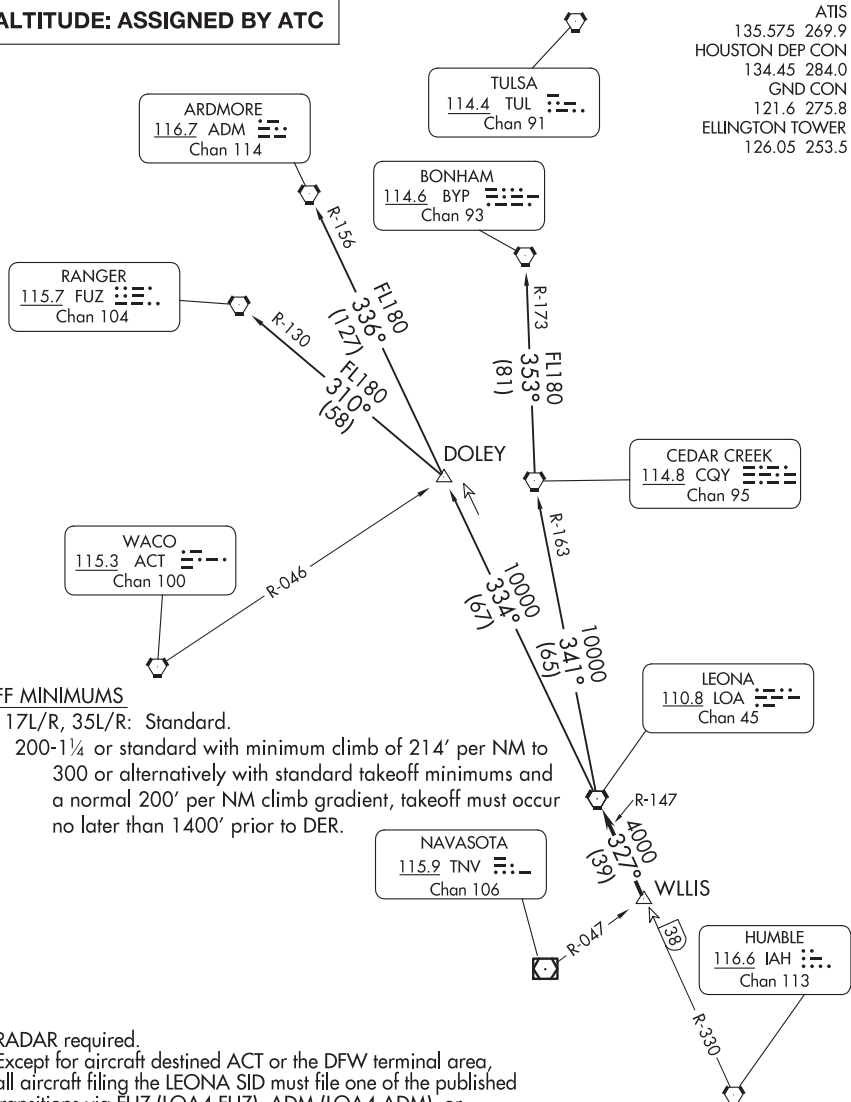 ALTITUDE: ASSIGNED BY ATC
ATIS
135.575 269.9
HOUSTON DEP CON
134.45 284.0
GND CON
121.6 275.8
ELLINGTON TOWER
126.05 253.5
TULSA
114.4 TUL
Chan 91
ARDMORE
116.7 ADM
Chan 114
BONHAM
114.6 BYP
Chan 93
RANGER
115.7 FUZ
Chan 104
R-156
R-130
R-173
FL180
336°
(127)
FL180
310°
(58)
FL180
353°
(81)
DOLEY
CEDAR CREEK
114.8 CQY
Chan 95
R-163
WACO
115.3 ACT
Chan 100
R-046
10000
334°
(67)
10000
341°
(65)
LEONA
110.8 LOA
Chan 45
FF MINIMUMS
17L/R, 35L/R: Standard.
200-1¼ or standard with minimum climb of 214' per NM to
300 or alternatively with standard takeoff minimums and
a normal 200' per NM climb gradient, takeoff must occur
no later than 1400' prior to DER.
R-147
4000
327°
(39)
NAVASOTA
115.9 TNV
Chan 106
WLLIS
R-047
38
HUMBLE
116.6 IAH
Chan 113
R-330
RADAR required.
Except for aircraft destined ACT or the DFW terminal area,
all aircraft filing the LEONA SID must file one of the published
transitions via FUZ (LOA4.FUZ), ADM (LOA4.ADM), or